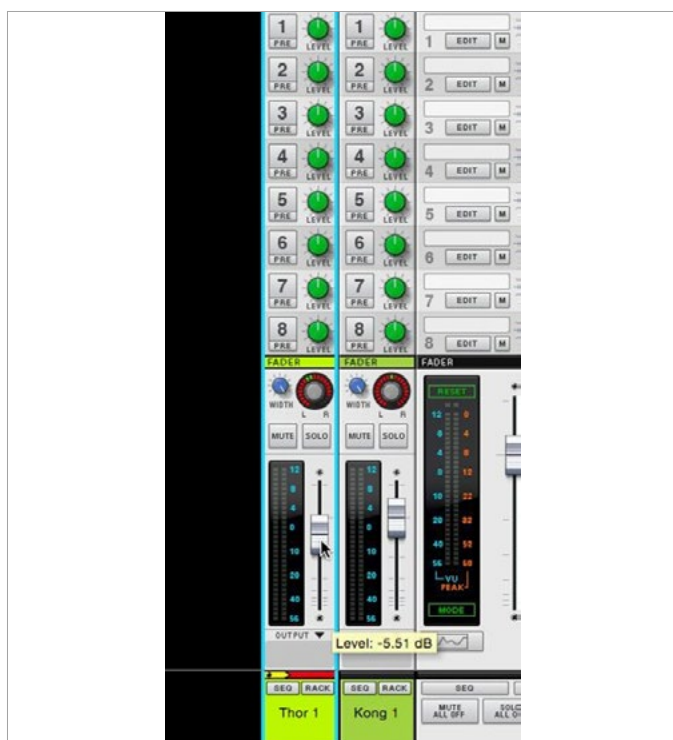 1 PRE LEVEL 1 PRE LEVEL 1 EDIT M
2 PRE LEVEL 2 PRE LEVEL 2 EDIT M
3 PRE LEVEL 3 PRE LEVEL 3 EDIT M
4 PRE LEVEL 4 PRE LEVEL 4 EDIT M
5 PRE LEVEL 5 PRE LEVEL 5 EDIT M
6 PRE LEVEL 6 PRE LEVEL 6 EDIT M
7 PRE LEVEL 7 PRE LEVEL 7 EDIT M
8 PRE LEVEL 8 PRE LEVEL 8 EDIT M
FADER FADER FADER
RESET
WIDTH L R WIDTH L R
MUTE SOLO MUTE SOLO
12 12 12 0
8 8 8 4
4 4 4 8
0 0 0 12
10 10 10 22
20 20 20 32
40 40 40 52
56 56 56 68
VU
PEAK
MODE
OUTPUT
Level: -5.51 dB
SEQ RACK SEQ RACK SEQ
Thor 1 Kong 1 MUTE
ALL OFF